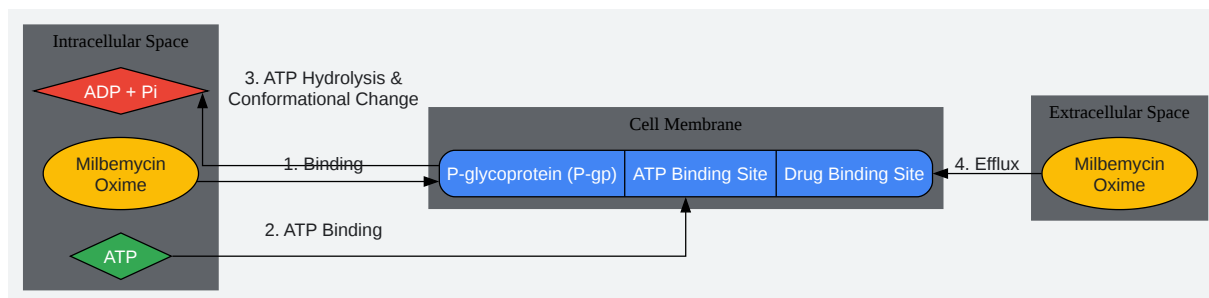 Intracellular Space
ADP + Pi
Milbemycin
Oxime
ATP
3. ATP Hydrolysis &
Conformational Change
1. Binding
2. ATP Binding
Cell Membrane
P-glycoprotein (P-gp)
ATP Binding Site
Drug Binding Site
4. Efflux
Extracellular Space
Milbemycin
Oxime